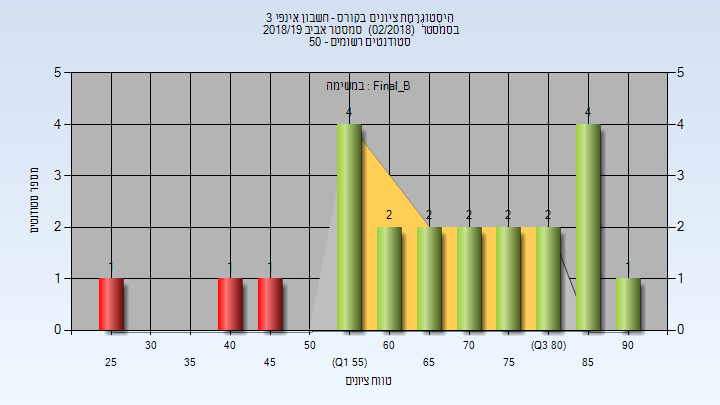 היסטוגרמת ציונים בקורס - חשבון אינפי 3
בסמסטר (02/2018) סמסטר אביב 2018/19
סטודנטים רשומים - 50
במשימה : Final_B
מספר סטודנטים
5 5
4 4
3 3
2 2
1 1
0 0
1 1 1 4 2 2 2 2 2 4 1
30 40 50 60 70 (Q3 80) 90
25 35 45 (Q1 55) 65 75 85
טווח ציונים